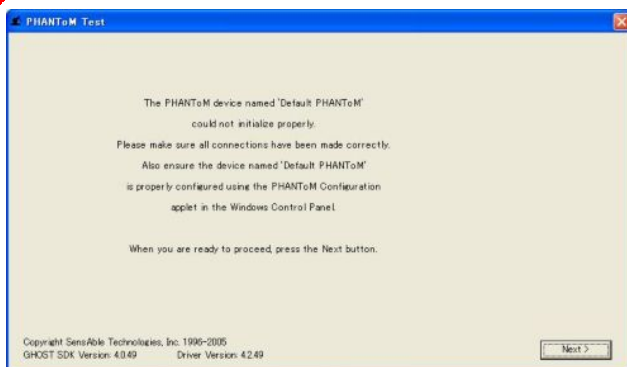 PHANToM Test
The PHANToM device named 'Default PHANToM'
could not initialize properly.
Please make sure all connections have been made correctly.
Also ensure the device named 'Default PHANToM'
is properly configured using the PHANToM Configuration
applet in the Windows Control Panel.
When you are ready to proceed, press the Next button.
Copyright SensAble Technologies, Inc. 1996-2005
GHOST SDK Version: 4.0.49 Driver Version: 4.2.49
Next >